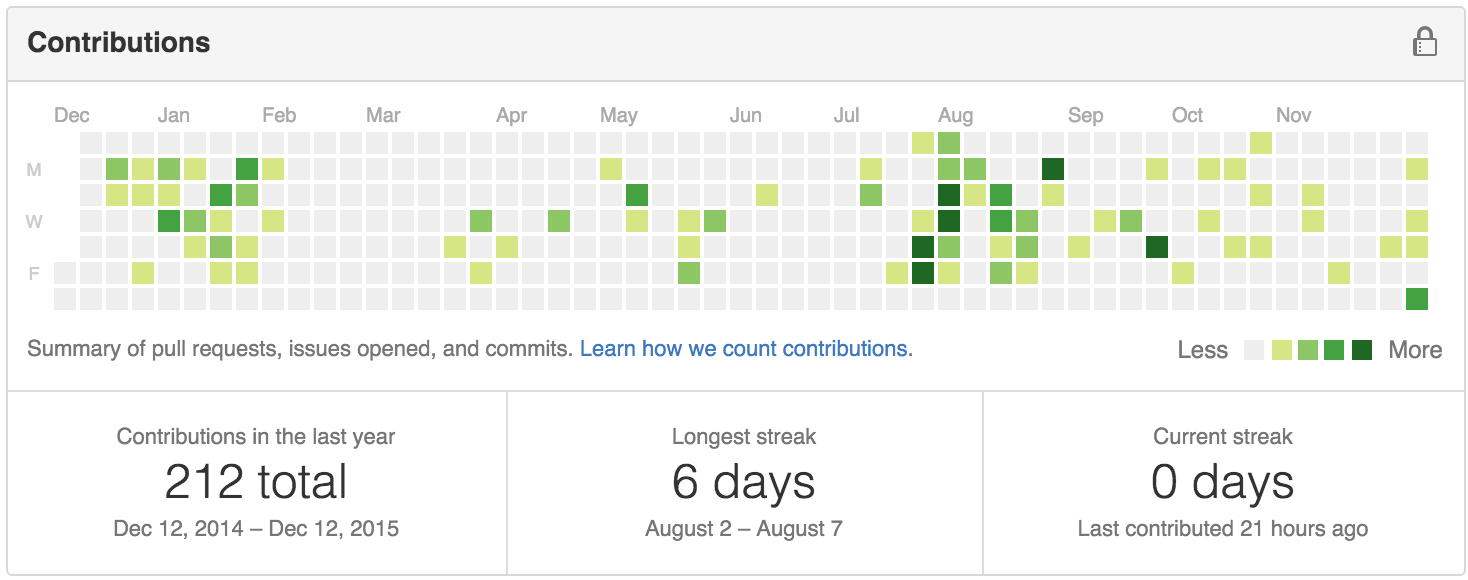 Contributions
Dec Jan Feb Mar Apr May Jun Jul Aug Sep Oct Nov
M
W
F
Summary of pull requests, issues opened, and commits. Learn how we count contributions.
Less More
Contributions in the last year
212 total
Dec 12, 2014 – Dec 12, 2015
Longest streak
6 days
August 2 – August 7
Current streak
0 days
Last contributed 21 hours ago